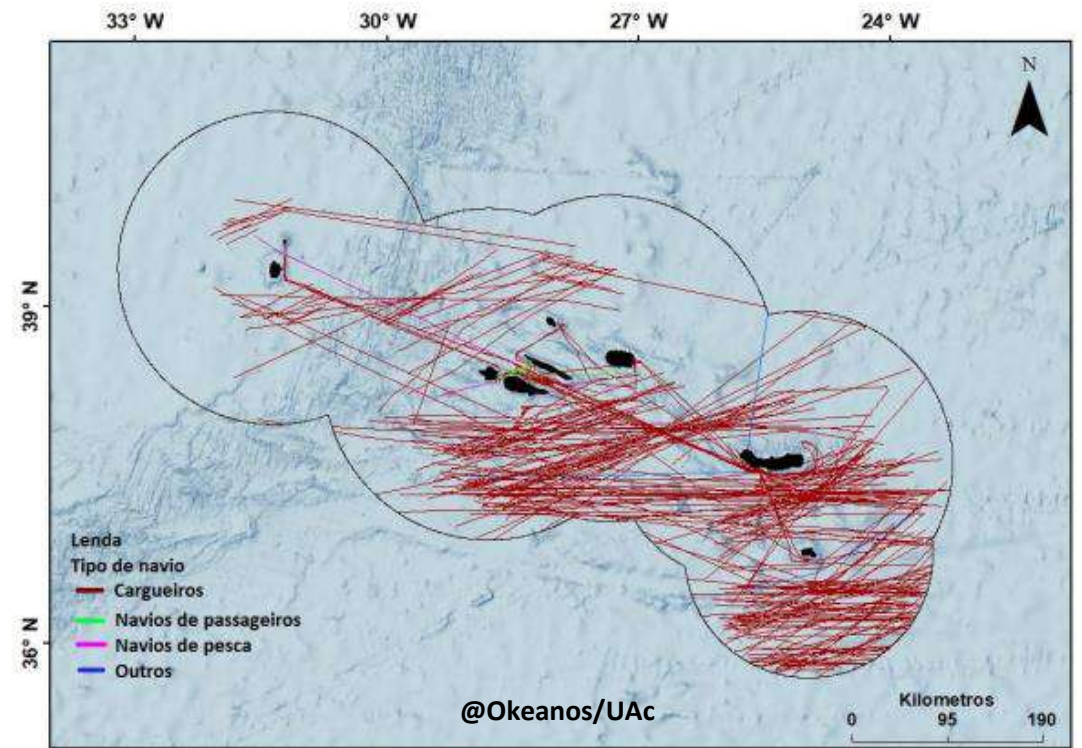 33° W 30° W 27° W 24° W
N
39° N
36° N
Lenda
Tipo de navio
Cargueiros
Navios de passageiros
Navios de pesca
Outros
@Okeanos/UAc
Kilometros
0 95 190